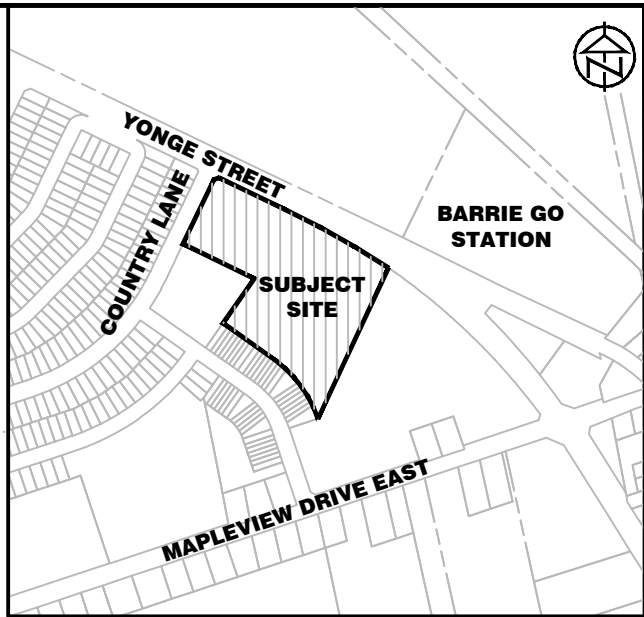 N
YONGE STREET
COUNTRY LANE
BARRIE GO
STATION
SUBJECT
SITE
MAPLEVIEW DRIVE EAST